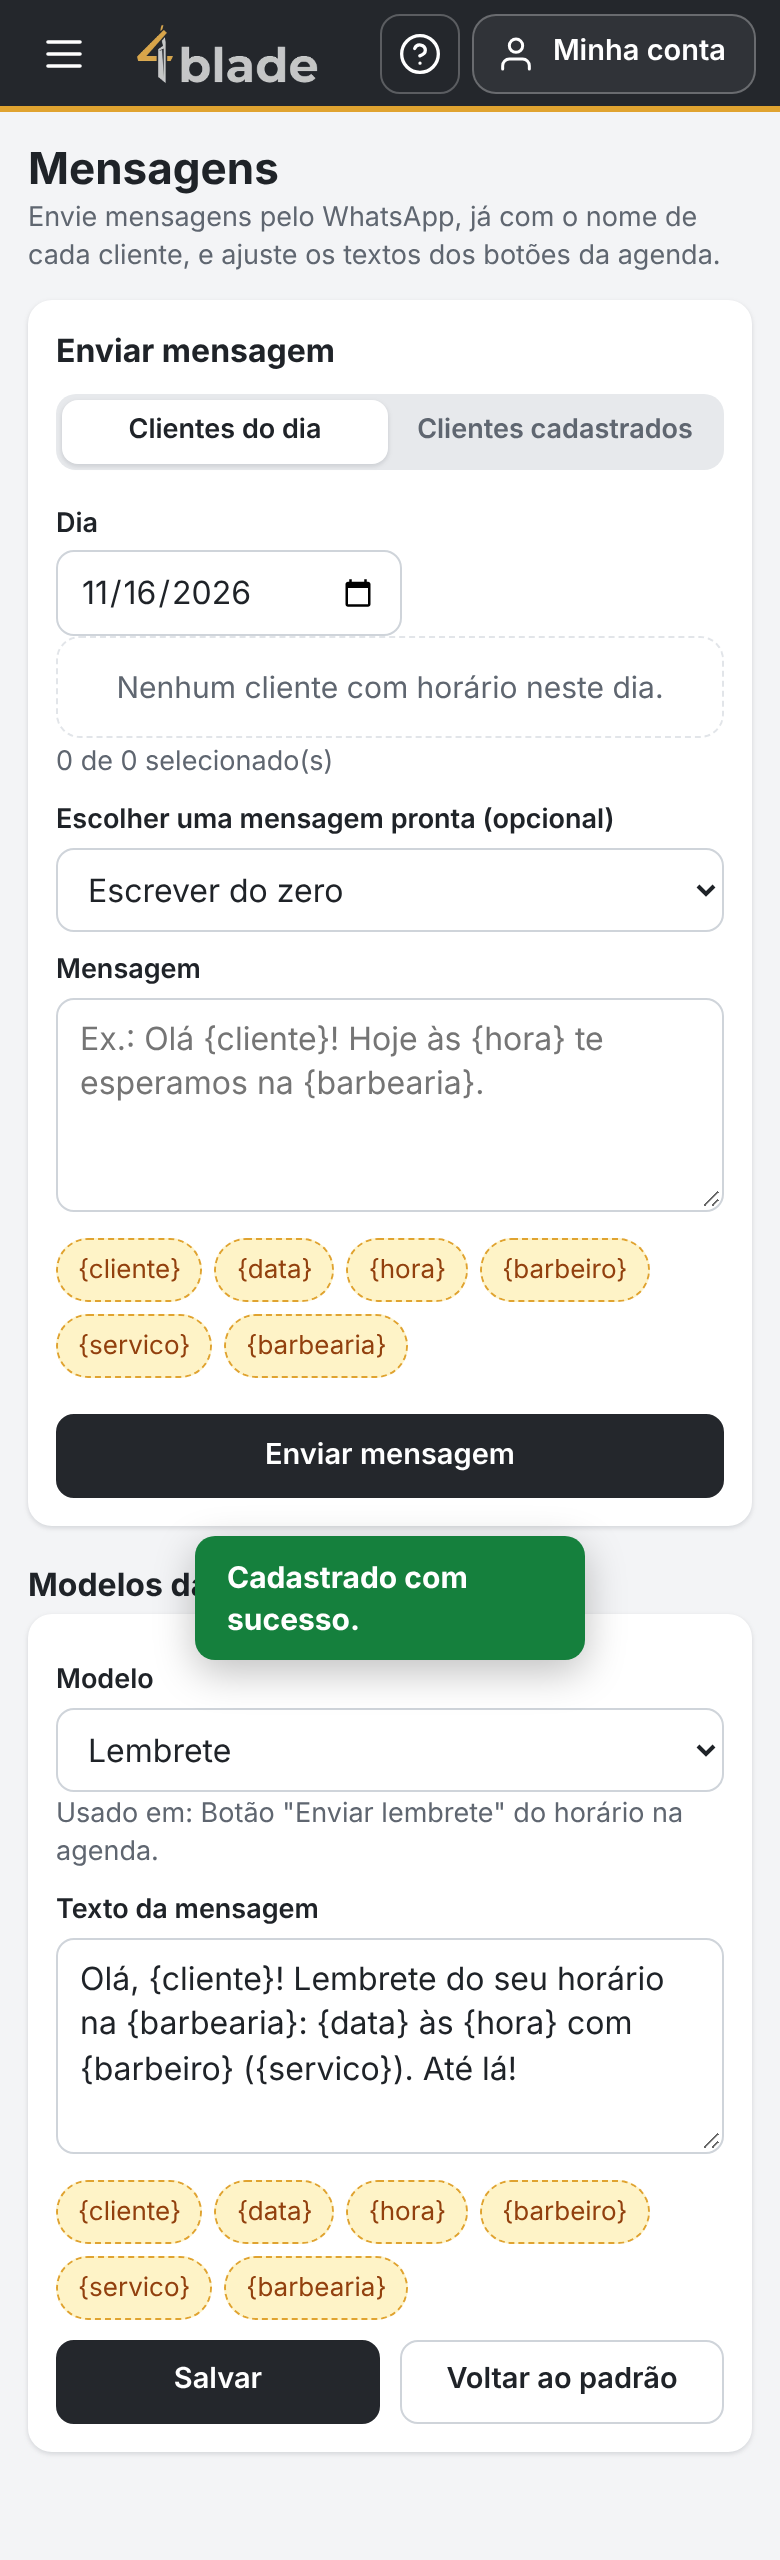 4blade
Minha conta
Mensagens
Envie mensagens pelo WhatsApp, já com o nome de
cada cliente, e ajuste os textos dos botões da agenda.
Enviar mensagem
Clientes do dia
Clientes cadastrados
Dia
11/16/2026
Nenhum cliente com horário neste dia.
0 de 0 selecionado(s)
Escolher uma mensagem pronta (opcional)
Escrever do zero
Mensagem
Ex.: Olá {cliente}! Hoje às {hora} te
esperamos na {barbearia}.
{cliente} {data} {hora} {barbeiro}
{servico} {barbearia}
Enviar mensagem
Cadastrado com
sucesso.
Modelos
Modelo
Lembrete
Usado em: Botão "Enviar lembrete" do horário na
agenda.
Texto da mensagem
Olá, {cliente}! Lembrete do seu horário
na {barbearia}: {data} às {hora} com
{barbeiro} ({servico}). Até lá!
{cliente} {data} {hora} {barbeiro}
{servico} {barbearia}
Salvar
Voltar ao padrão